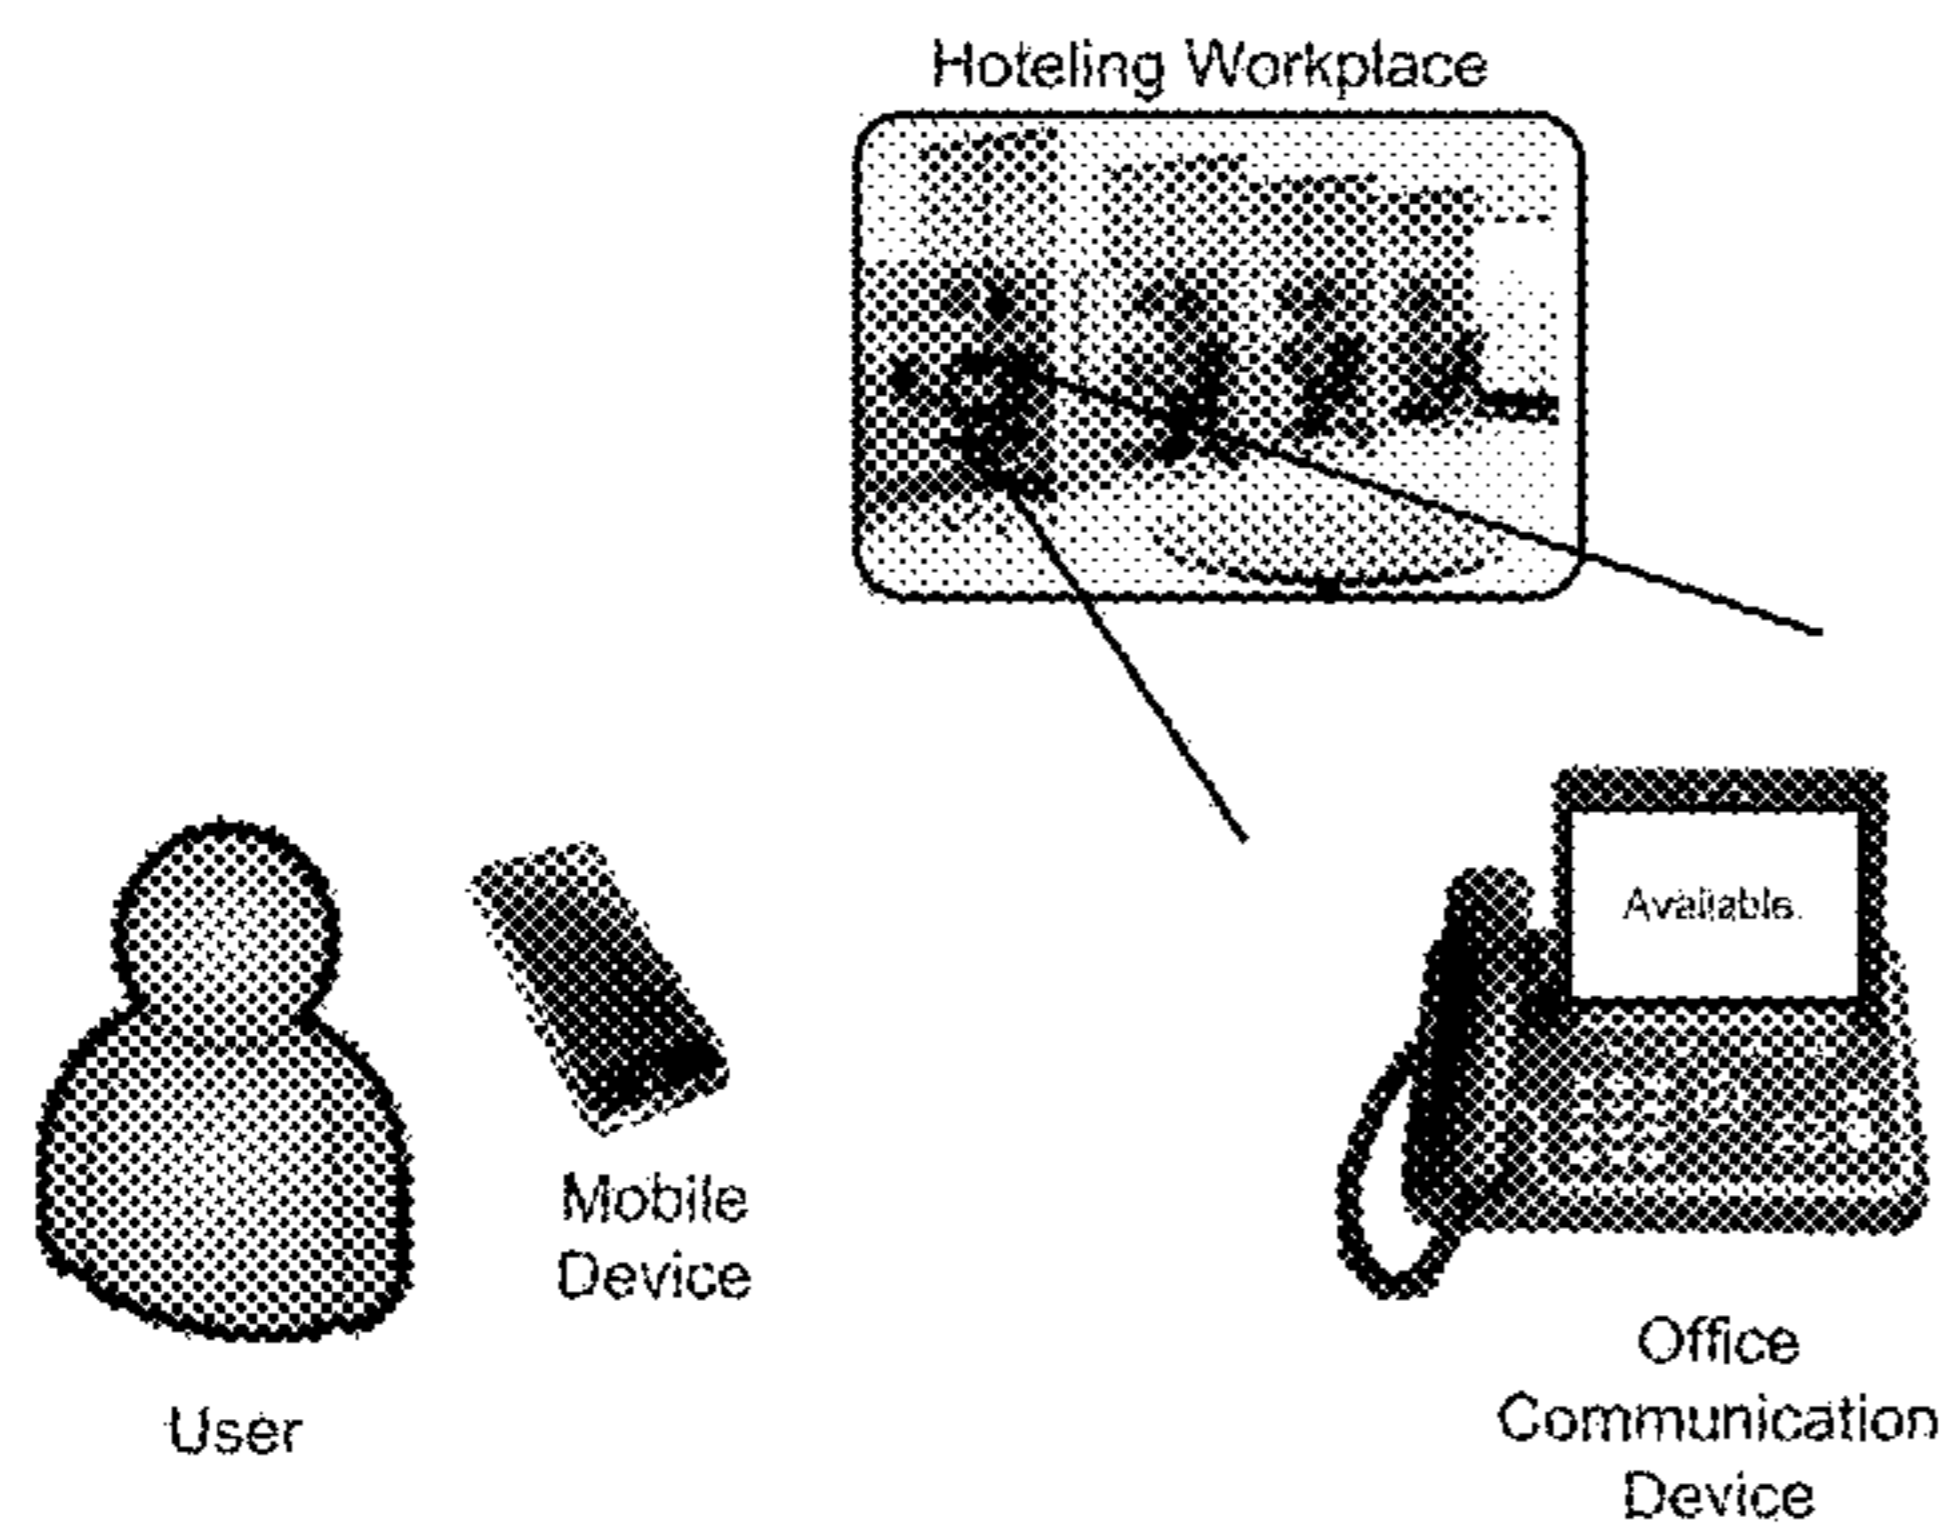 Hoteling Workplace
Available.
Mobile
Device
User
Office
Communication
Device